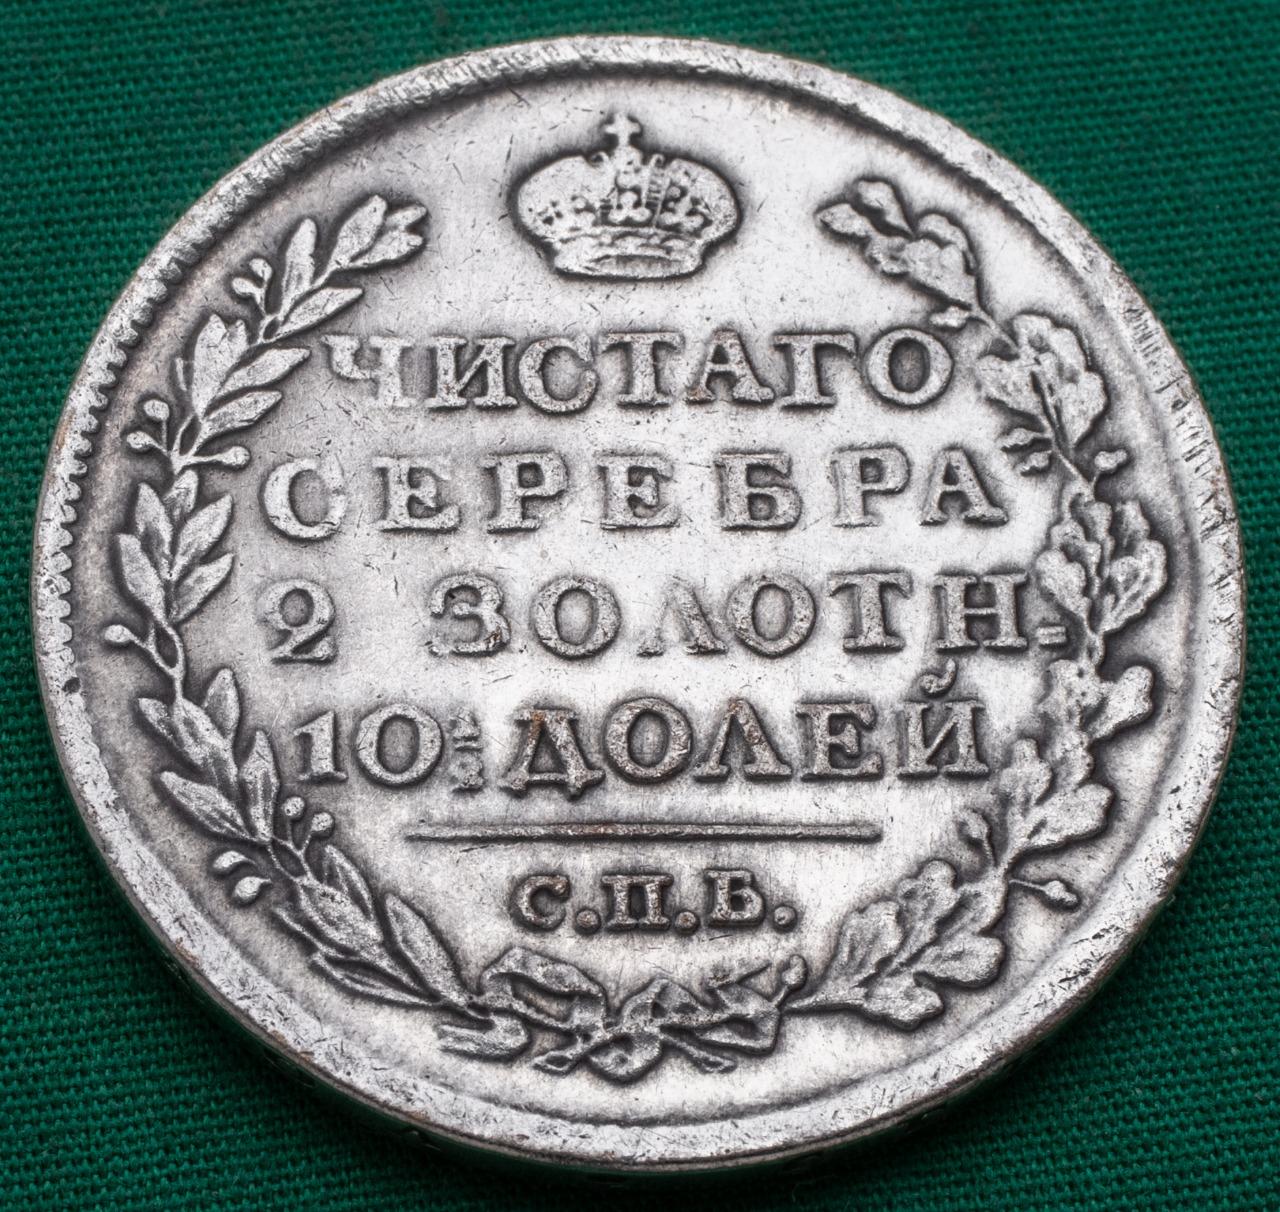 ЧИСТАГО
СЕРЕБРА
2 ЗОЛОТН=
10½ ДОЛЕЙ
С.П.Б.